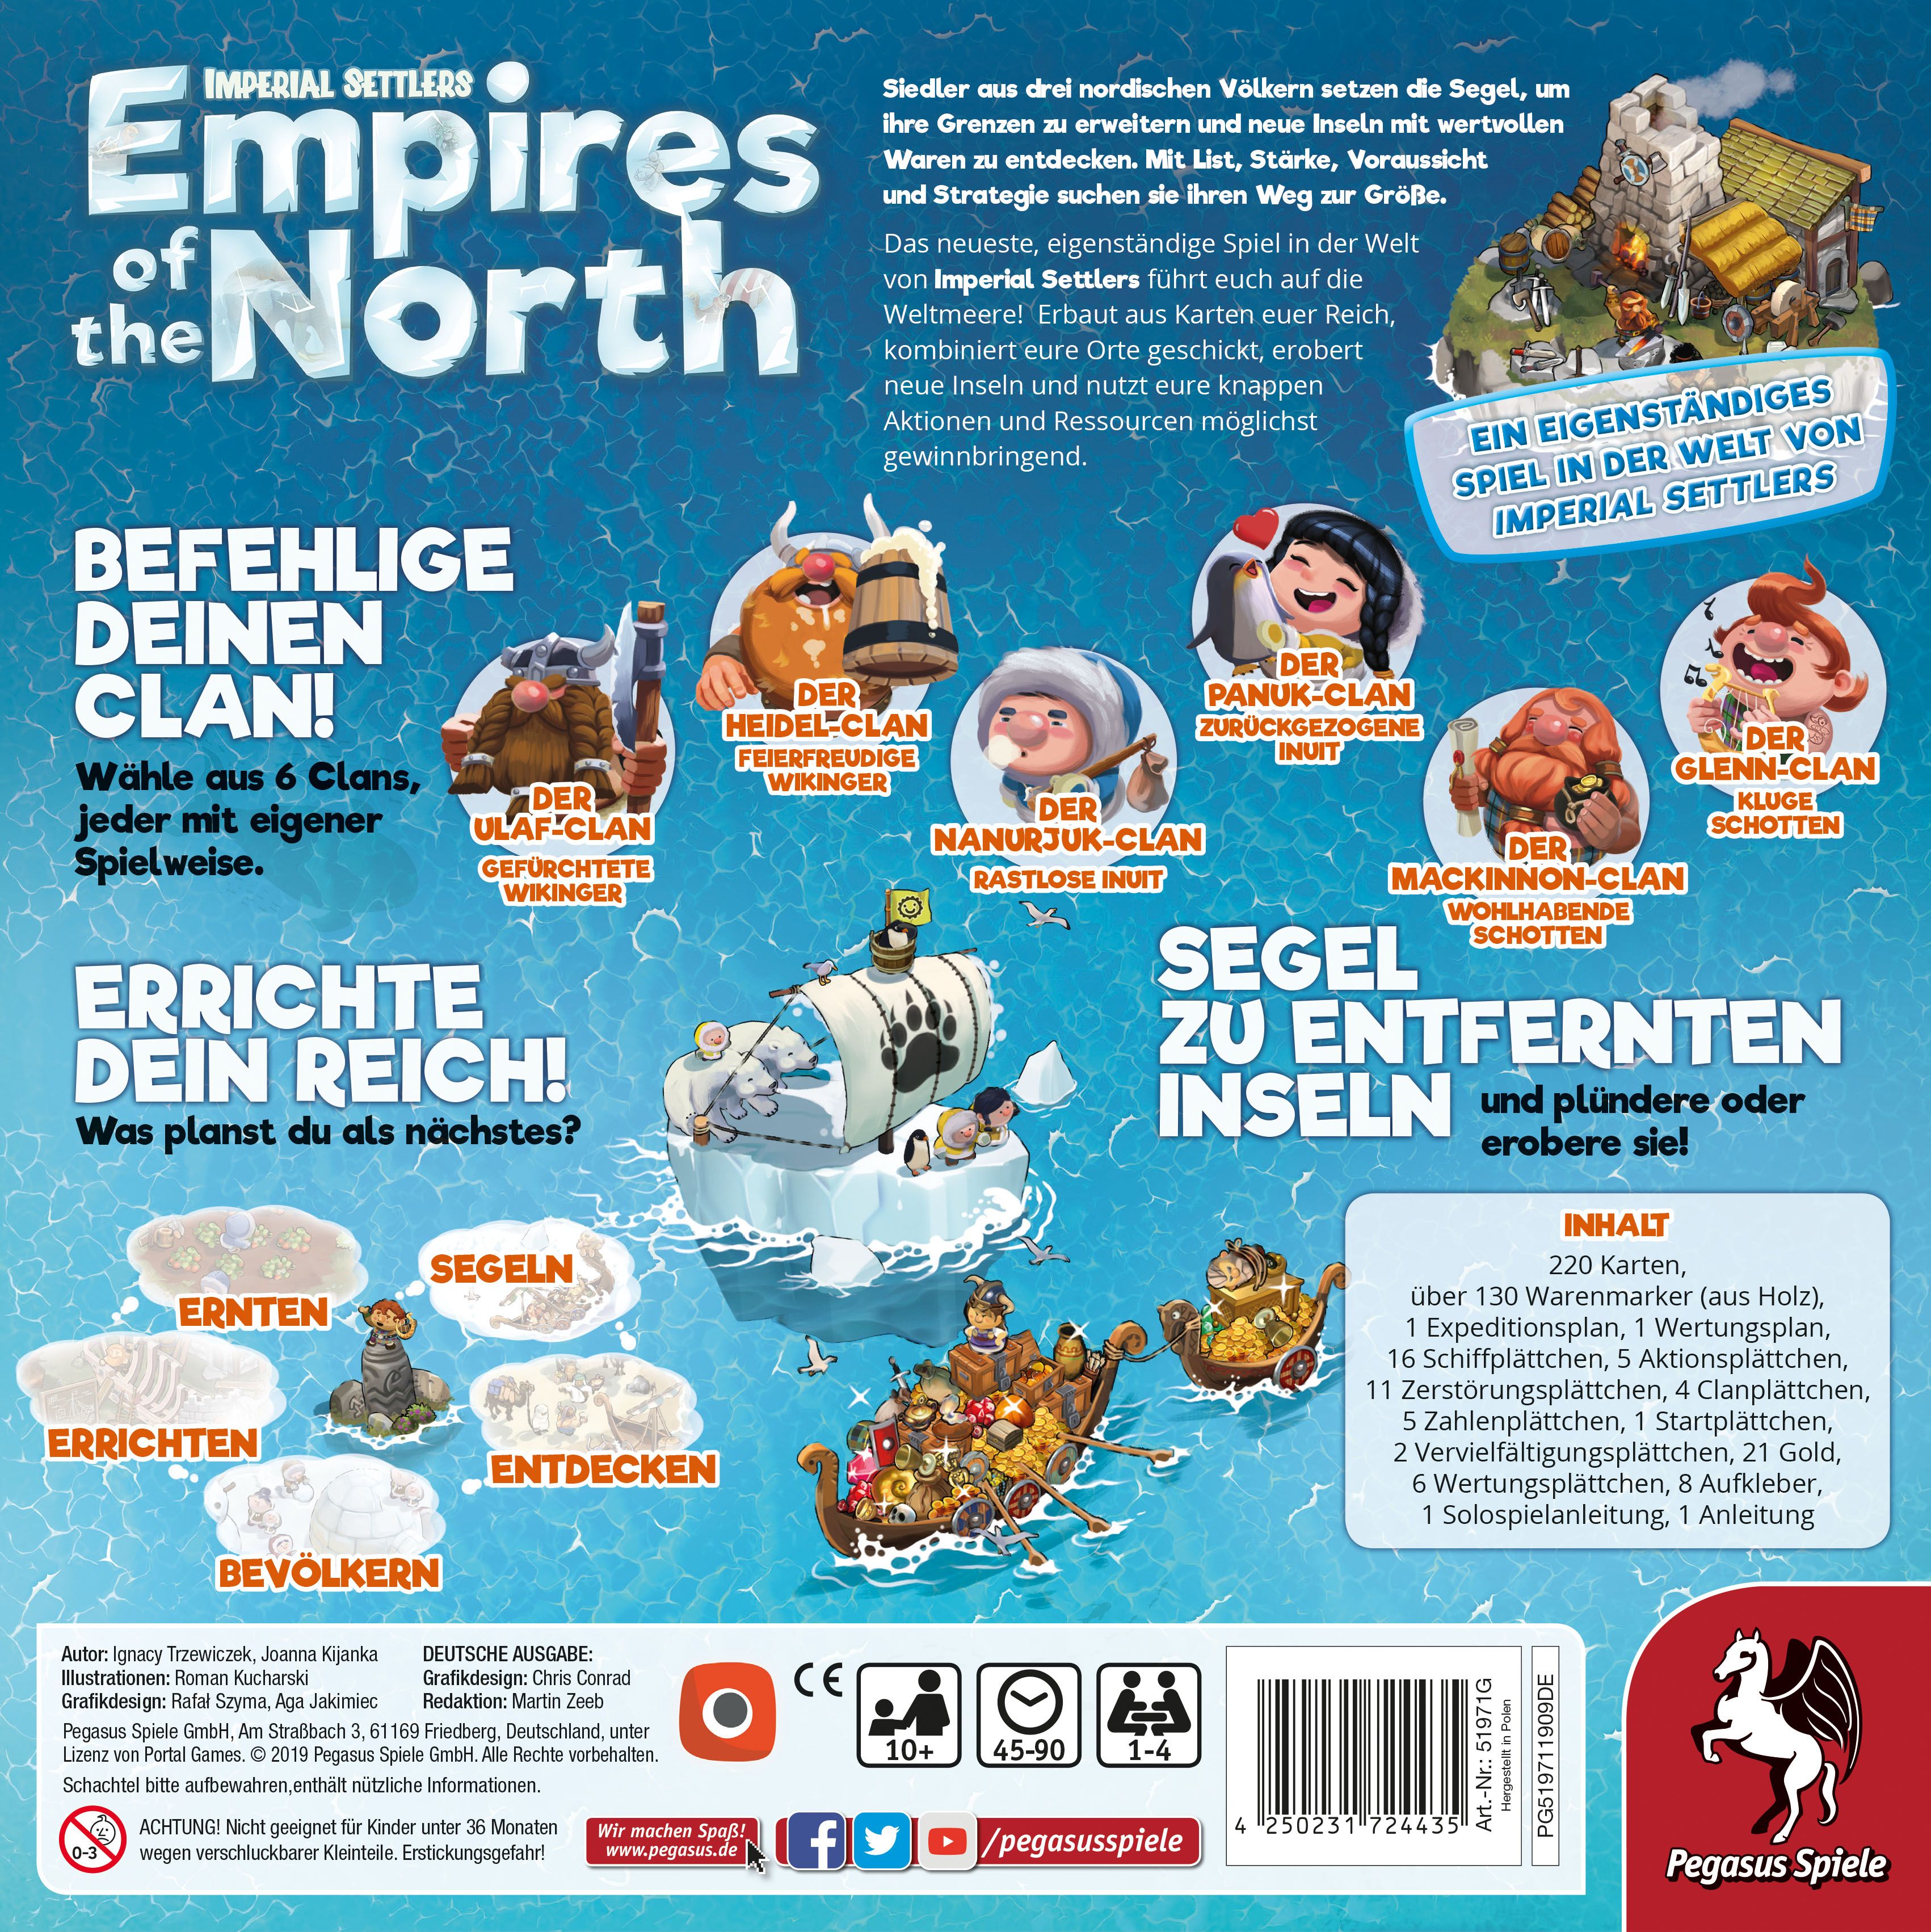 IMPERIAL SETTLERS
Empires
of
the North
Siedler aus drei nordischen Völkern setzen die Segel, um
ihre Grenzen zu erweitern und neue Inseln mit wertvollen
Waren zu entdecken. Mit List, Stärke, Voraussicht
und Strategie suchen sie ihren Weg zur Größe.
Das neueste, eigenständige Spiel in der Welt
von Imperial Settlers führt euch auf die
Weltmeere! Erbaut aus Karten euer Reich,
kombiniert eure Orte geschickt, erobert
neue Inseln und nutzt eure knappen
Aktionen und Ressourcen möglichst
gewinnbringend.
EIN EIGENSTÄNDIGES
SPIEL IN DER WELT VON
IMPERIAL SETTLERS
BEFEHLIGE
DEINEN
CLAN!
Wähle aus 6 Clans,
jeder mit eigener
Spielweise.
DER
ULAF-CLAN
GEFÜRCHTETE
WIKINGER
DER
HEIDEL-CLAN
FEIERFREUDIGE
WIKINGER
DER
NANURJUK-CLAN
RASTLOSE INUIT
DER
PANUK-CLAN
ZURÜCKGEZOGENE
INUIT
DER
MACKINNON-CLAN
WOHLHABENDE
SCHOTTEN
DER
GLENN-CLAN
KLUGE
SCHOTTEN
ERRICHTE
DEIN REICH!
Was planst du als nächstes?
SEGEL
ZU ENTFERNTEN
INSELN
und plündere oder
erobere sie!
ERNTEN
SEGELN
ERRICHTEN
ENTDECKEN
BEVÖLKERN
INHALT
220 Karten,
über 130 Warenmarker (aus Holz),
1 Expeditionsplan, 1 Wertungsplan,
16 Schiffplättchen, 5 Aktionsplättchen,
11 Zerstörungsplättchen, 4 Clanplättchen,
5 Zahlenplättchen, 1 Startplättchen,
2 Vervielfältigungsplättchen, 21 Gold,
6 Wertungsplättchen, 8 Aufkleber,
1 Solospielanleitung, 1 Anleitung
Autor: Ignacy Trzewiczek, Joanna Kijanka
Illustrationen: Roman Kucharski
Grafikdesign: Rafał Szyma, Aga Jakimiec
DEUTSCHE AUSGABE:
Grafikdesign: Chris Conrad
Redaktion: Martin Zeeb
Pegasus Spiele GmbH, Am Straßbach 3, 61169 Friedberg, Deutschland, unter
Lizenz von Portal Games. © 2019 Pegasus Spiele GmbH. Alle Rechte vorbehalten.
Schachtel bitte aufbewahren,enthält nützliche Informationen.
0-3
ACHTUNG! Nicht geeignet für Kinder unter 36 Monaten
wegen verschluckbarer Kleinteile. Erstickungsgefahr!
CE
10+
45-90
1-4
Wir machen Spaß!
www.pegasus.de
/pegasusspiele
4 250231 724435
Art.-Nr.: 51971G
Hergestellt in Polen
PG519711909DE
Pegasus Spiele